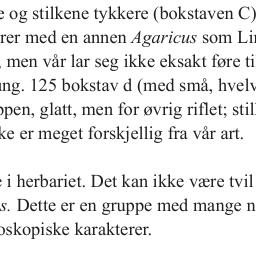 e og stilkene tykkere (bokstaven C)
rer med en annen Agaricus som Lin
, men vår lar seg ikke eksakt føre ti
ng. 125 bokstav d (med små, hvelv
ppen, glatt, men for øvrig riflet; stil
ke er meget forskjellig fra vår art.
e i herbariet. Det kan ikke være tvil
s. Dette er en gruppe med mange n
oskopiske karakterer.